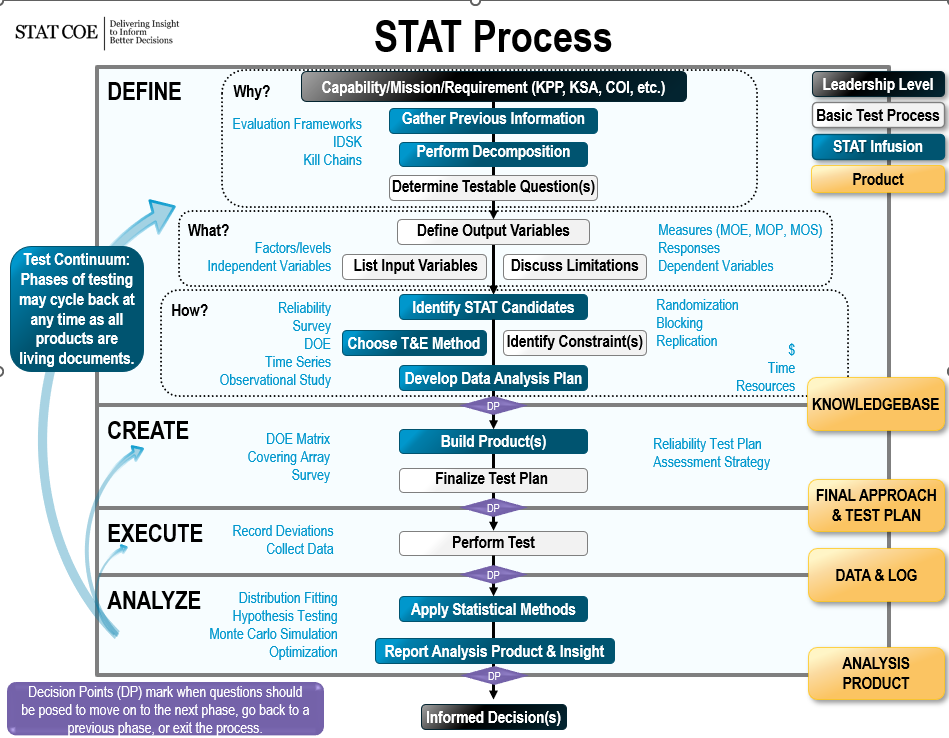 STAT COE
Delivering Insight
to Inform
Better Decisions
STAT Process
DEFINE
Why?
Capability/Mission/Requirement (KPP, KSA, COI, etc.)
Evaluation Frameworks
IDSK
Kill Chains
Gather Previous Information
Perform Decomposition
Determine Testable Question(s)
Leadership Level
Basic Test Process
STAT Infusion
Product
What?
Factors/levels
Independent Variables
Define Output Variables
List Input Variables
Discuss Limitations
Measures (MOE, MOP, MOS)
Responses
Dependent Variables
Test Continuum:
Phases of testing
may cycle back at
any time as all
products are
living documents.
How?
Reliability
Survey
DOE
Time Series
Observational Study
Identify STAT Candidates
Choose T&E Method
Identify Constraint(s)
Develop Data Analysis Plan
Randomization
Blocking
Replication
$
Time
Resources
DP
KNOWLEDGEBASE
CREATE
DOE Matrix
Covering Array
Survey
Build Product(s)
Finalize Test Plan
Reliability Test Plan
Assessment Strategy
DP
FINAL APPROACH
& TEST PLAN
EXECUTE
Record Deviations
Collect Data
Perform Test
DP
DATA & LOG
ANALYZE
Distribution Fitting
Hypothesis Testing
Monte Carlo Simulation
Optimization
Apply Statistical Methods
Report Analysis Product & Insight
DP
ANALYSIS
PRODUCT
Decision Points (DP) mark when questions should
be posed to move on to the next phase, go back to a
previous phase, or exit the process.
Informed Decision(s)